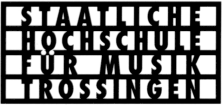 STAATLICHE
HOCHSCHULE
FÜR MUSIK
TROSSINGEN